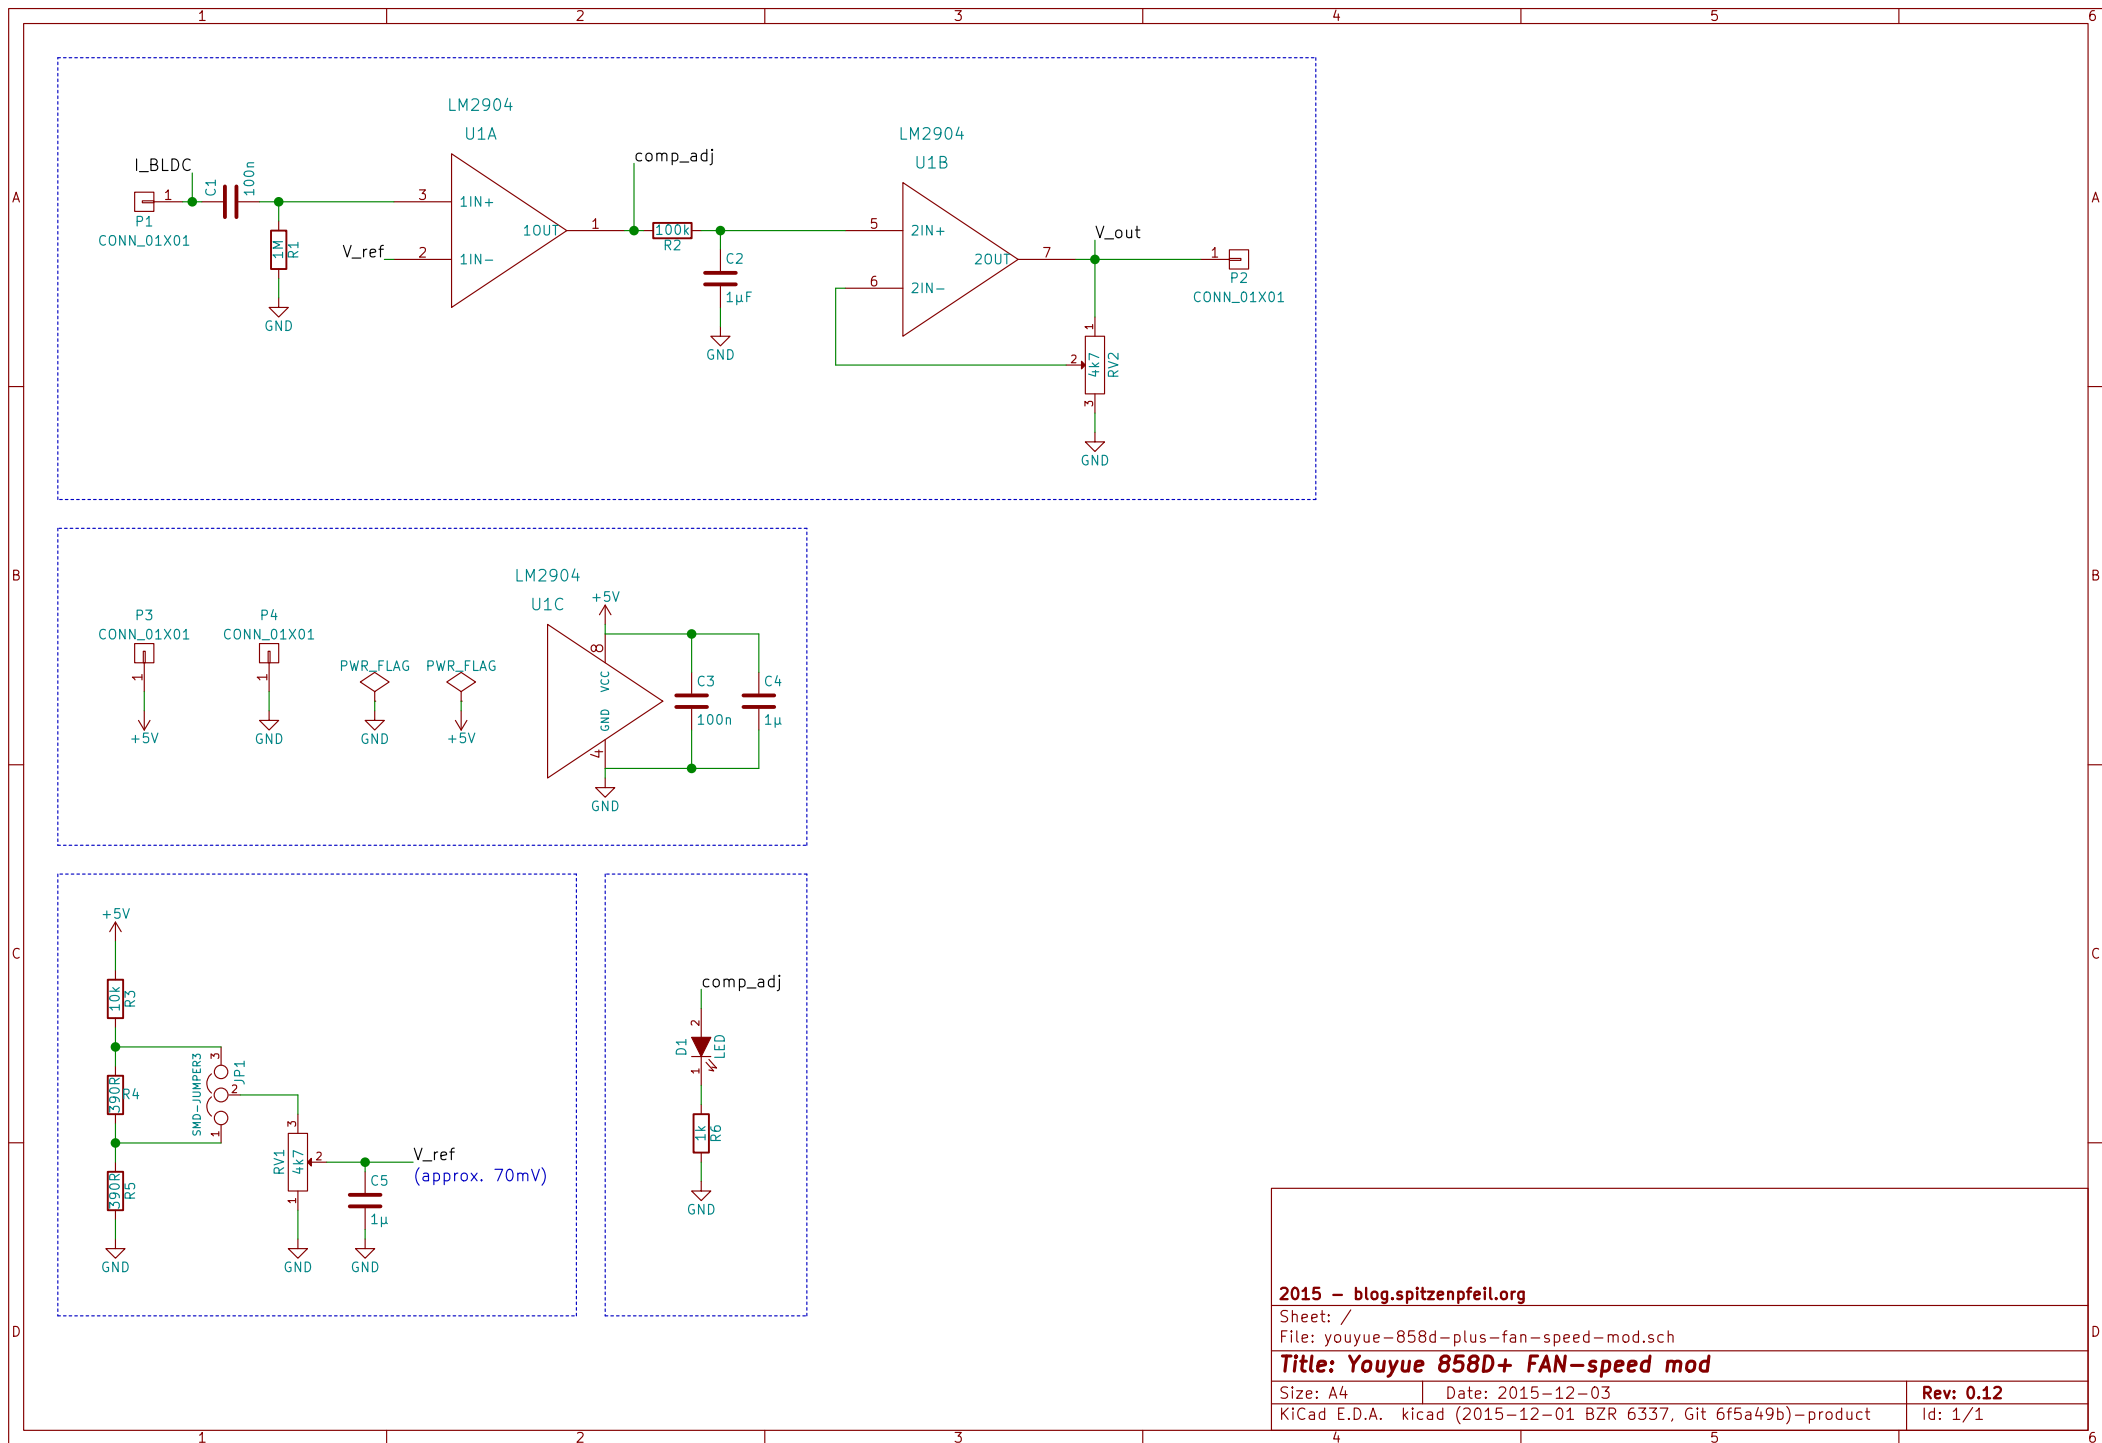 1 2 3 4 5 6
A A
B B
C C
D D
LM2904
U1A
I_BLDC
C1
100n
1
P1
CONN_01X01
1M
R1
GND
V_ref
3
1IN+
2
1IN-
1OUT
1
comp_adj
100k
R2
C2
1µF
GND
LM2904
U1B
5
2IN+
6
2IN-
2OUT
7
V_out
1
P2
CONN_01X01
1
2
3
4k7
RV2
GND
P3
CONN_01X01
1
+5V
P4
CONN_01X01
1
GND
PWR_FLAG
GND
PWR_FLAG
+5V
LM2904
U1C
+5V
8
VCC
GND
4
GND
C3
100n
C4
1µ
+5V
10k
R3
390R
R4
390R
R5
GND
SMD-JUMPER3
JP1
3
2
1
RV1
4k7
3
2
1
GND
V_ref
(approx. 70mV)
C5
1µ
GND
comp_adj
2
D1
LED
1
1k
R6
GND
2015 - blog.spitzenpfeil.org
Sheet: /
File: youyue-858d-plus-fan-speed-mod.sch
Title: Youyue 858D+ FAN-speed mod
Size: A4 Date: 2015-12-03 Rev: 0.12
KiCad E.D.A. kicad (2015-12-01 BZR 6337, Git 6f5a49b)-product Id: 1/1
1 2 3 4 5 6